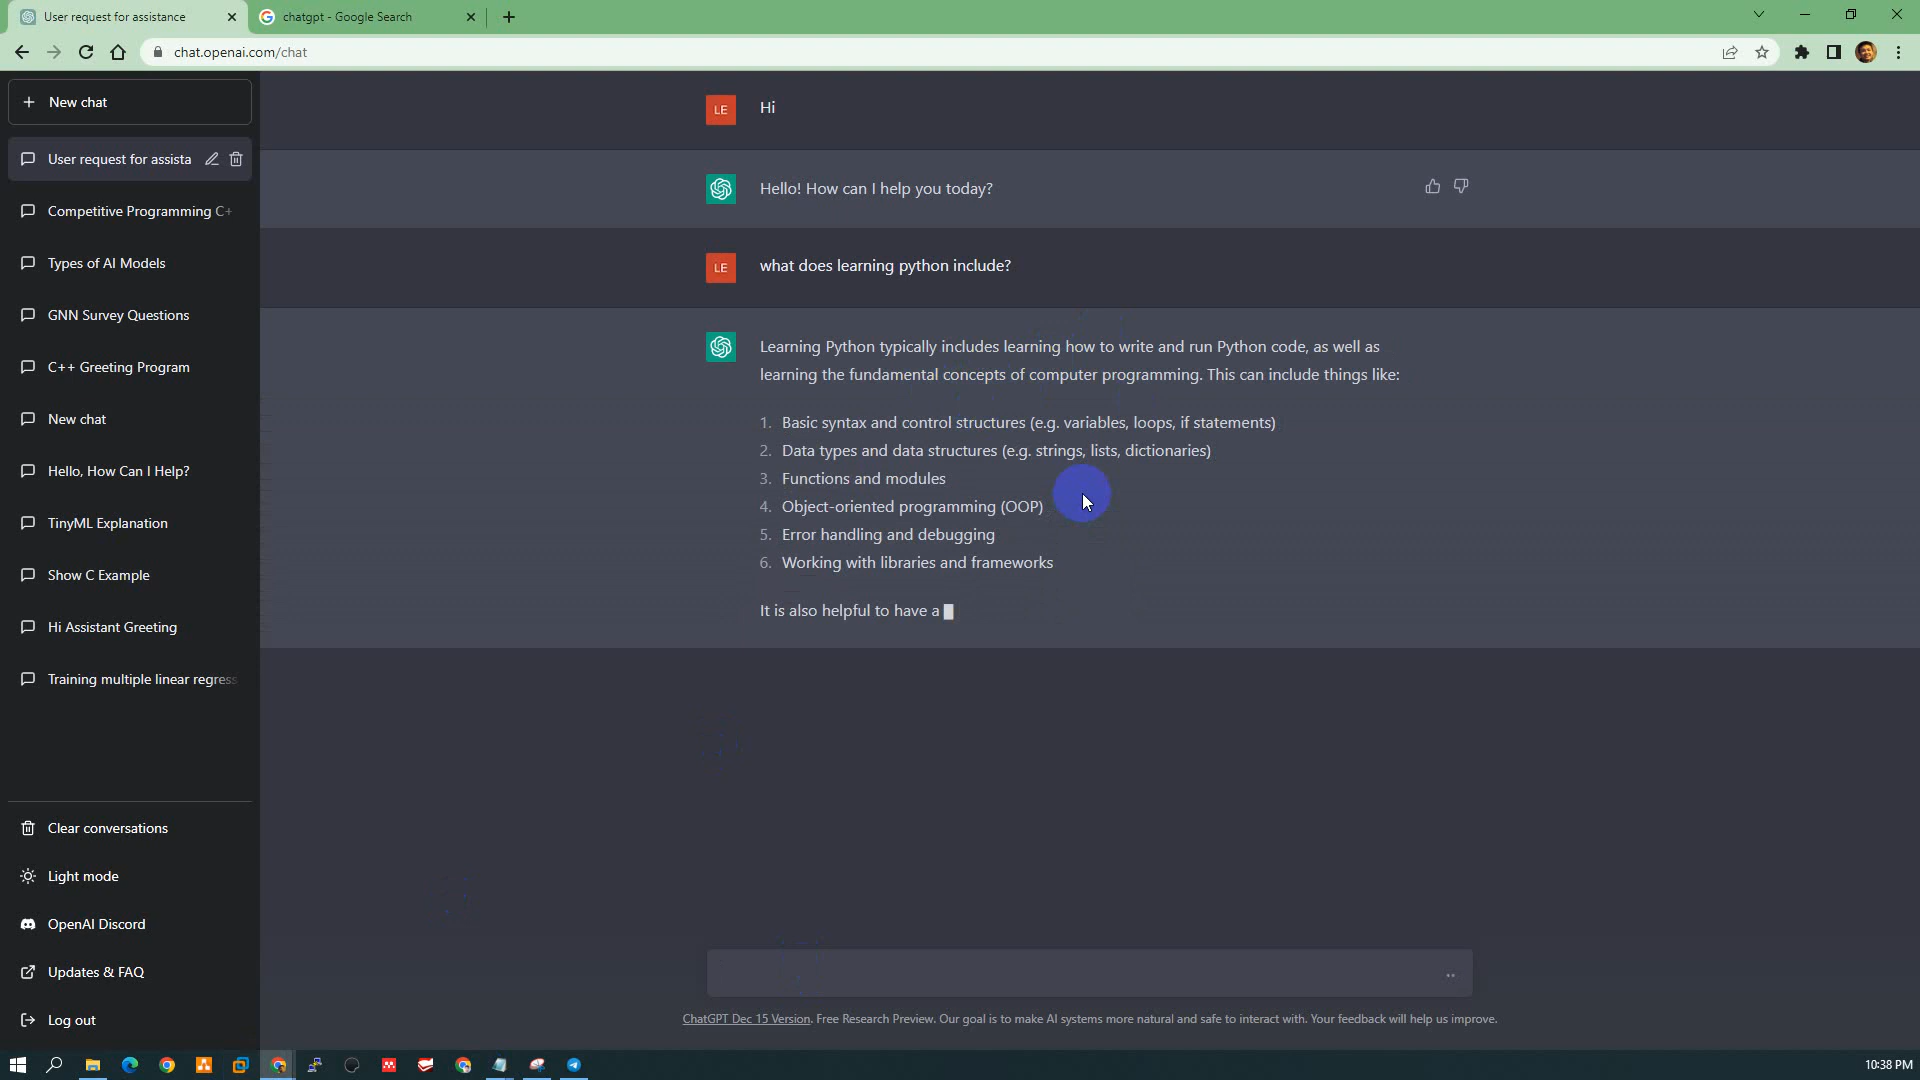 User request for assistance
chatgpt - Google Search
chat.openai.com/chat
New chat
User request for assista
Competitive Programming C+
Types of AI Models
GNN Survey Questions
C++ Greeting Program
New chat
Hello, How Can I Help?
TinyML Explanation
Show C Example
Hi Assistant Greeting
Training multiple linear regress
Clear conversations
Light mode
OpenAI Discord
Updates & FAQ
Log out
LE
Hi
Hello! How can I help you today?
LE
what does learning python include?
Learning Python typically includes learning how to write and run Python code, as well as
learning the fundamental concepts of computer programming. This can include things like:
1. Basic syntax and control structures (e.g. variables, loops, if statements)
2. Data types and data structures (e.g. strings, lists, dictionaries)
3. Functions and modules
4. Object-oriented programming (OOP)
5. Error handling and debugging
6. Working with libraries and frameworks
It is also helpful to have a
ChatGPT Dec 15 Version. Free Research Preview. Our goal is to make AI systems more natural and safe to interact with. Your feedback will help us improve.
10:38 PM